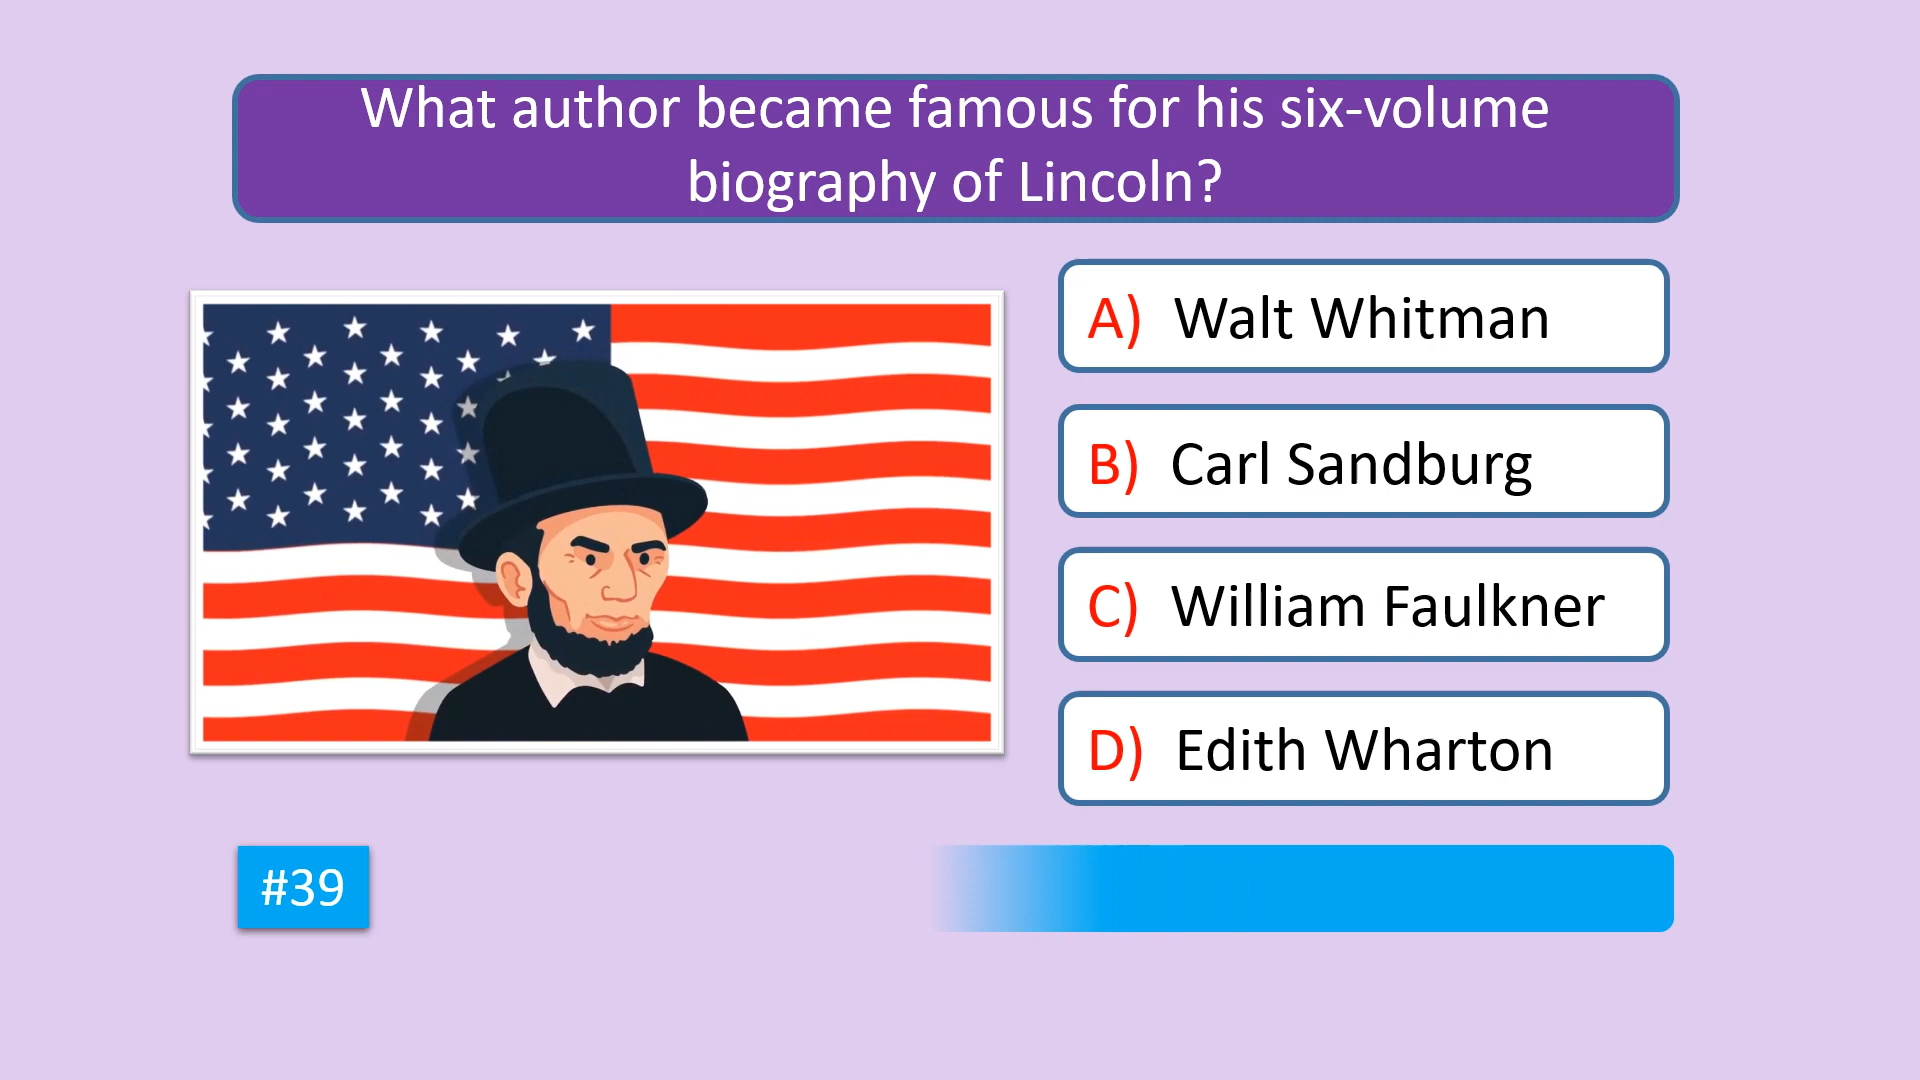 What author became famous for his six-volume
biography of Lincoln?
A) Walt Whitman
B) Carl Sandburg
C) William Faulkner
D) Edith Wharton
#39